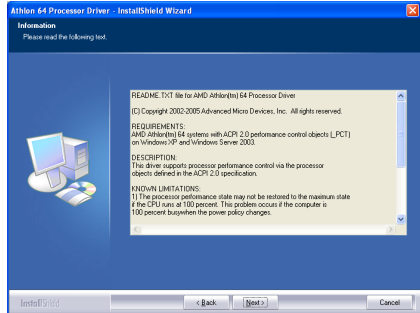 Athlon 64 Processor Driver - InstallShield Wizard
Information
Please read the following text.
README.TXT file for AMD Athlon(tm) 64 Processor Driver
(C) Copyright 2002-2005 Advanced Micro Devices, Inc. All rights reserved.
REQUIREMENTS:
AMD Athlon(tm) 64 systems with ACPI 2.0 performance control objects (_PCT)
on Windows XP and Windows Server 2003.
DESCRIPTION:
This driver supports processor performance control via the processor
objects defined in the ACPI 2.0 specification.
KNOWN LIMITATIONS:
1) The processor performance state may not be restored to the maximum state
if the CPU runs at 100 percent. This problem occurs if the computer is
100 percent busywhen the power policy changes.
InstallShield
< Back
Next >
Cancel